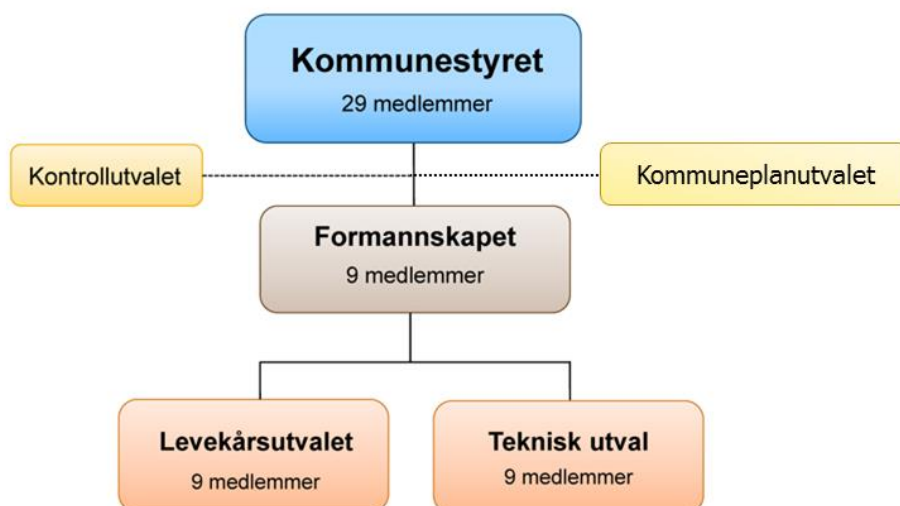 Kommunestyret
29 medlemmer
Kontrollutvalet
Kommuneplanutvalet
Formannskapet
9 medlemmer
Levekårsutvalet
9 medlemmer
Teknisk utval
9 medlemmer